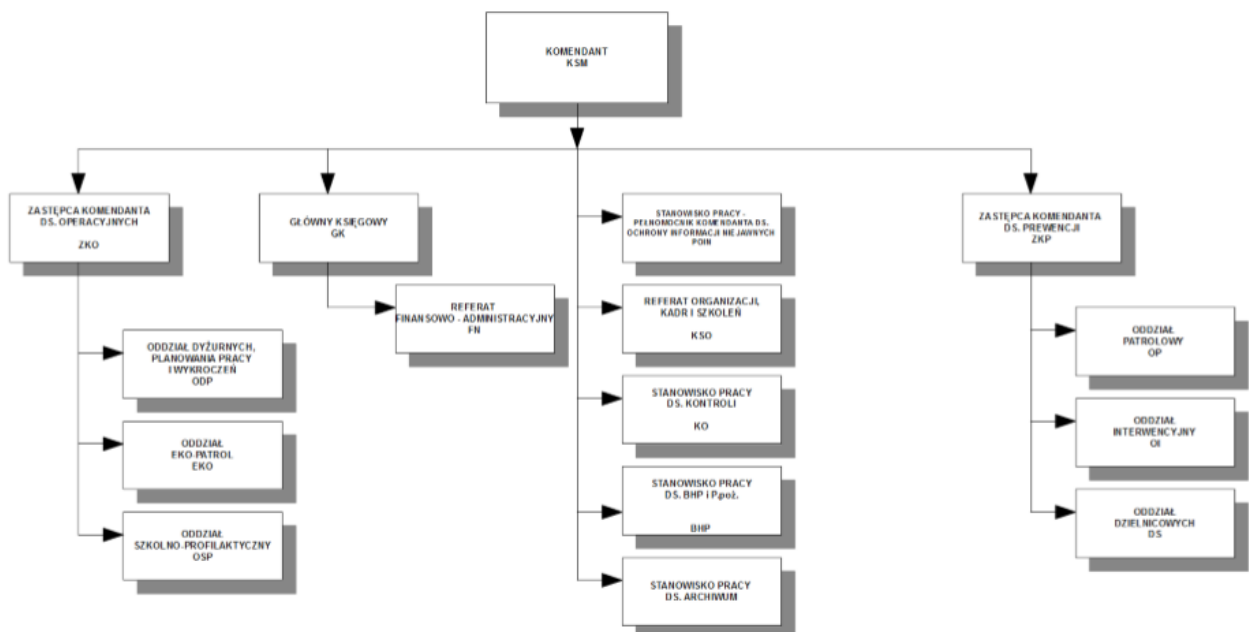 KOMENDANT
KSM
ZASTĘPCA KOMENDANTA
DS. OPERACYJNYCH
ZKO
GŁÓWNY KSIĘGOWY
GK
STANOWISKO PRACY -
PEŁNOMOCNIK KOMENDANTA DS.
OCHRONY INFORMACJI NIEJAWNYCH
POIN
ZASTĘPCA KOMENDANTA
DS. PREWENCJI
ZKP
REFERAT
FINANSOWO - ADMINISTRACYJNY
FN
REFERAT ORGANIZACJI,
KADR I SZKOLEŃ
KSO
ODDZIAŁ DYŻURNYCH,
PLANOWANIA PRACY
I WYKROCZEŃ
ODP
ODDZIAŁ
PATROLOWY
OP
STANOWISKO PRACY
DS. KONTROLI
KO
ODDZIAŁ
EKO-PATROL
EKO
ODDZIAŁ
INTERWENCYJNY
OI
STANOWISKO PRACY
DS. BHP i P.poż.
BHP
ODDZIAŁ
SZKOLNO-PROFILAKTYCZNY
OSP
ODDZIAŁ
DZIELNICOWYCH
DS
STANOWISKO PRACY
DS. ARCHIWUM